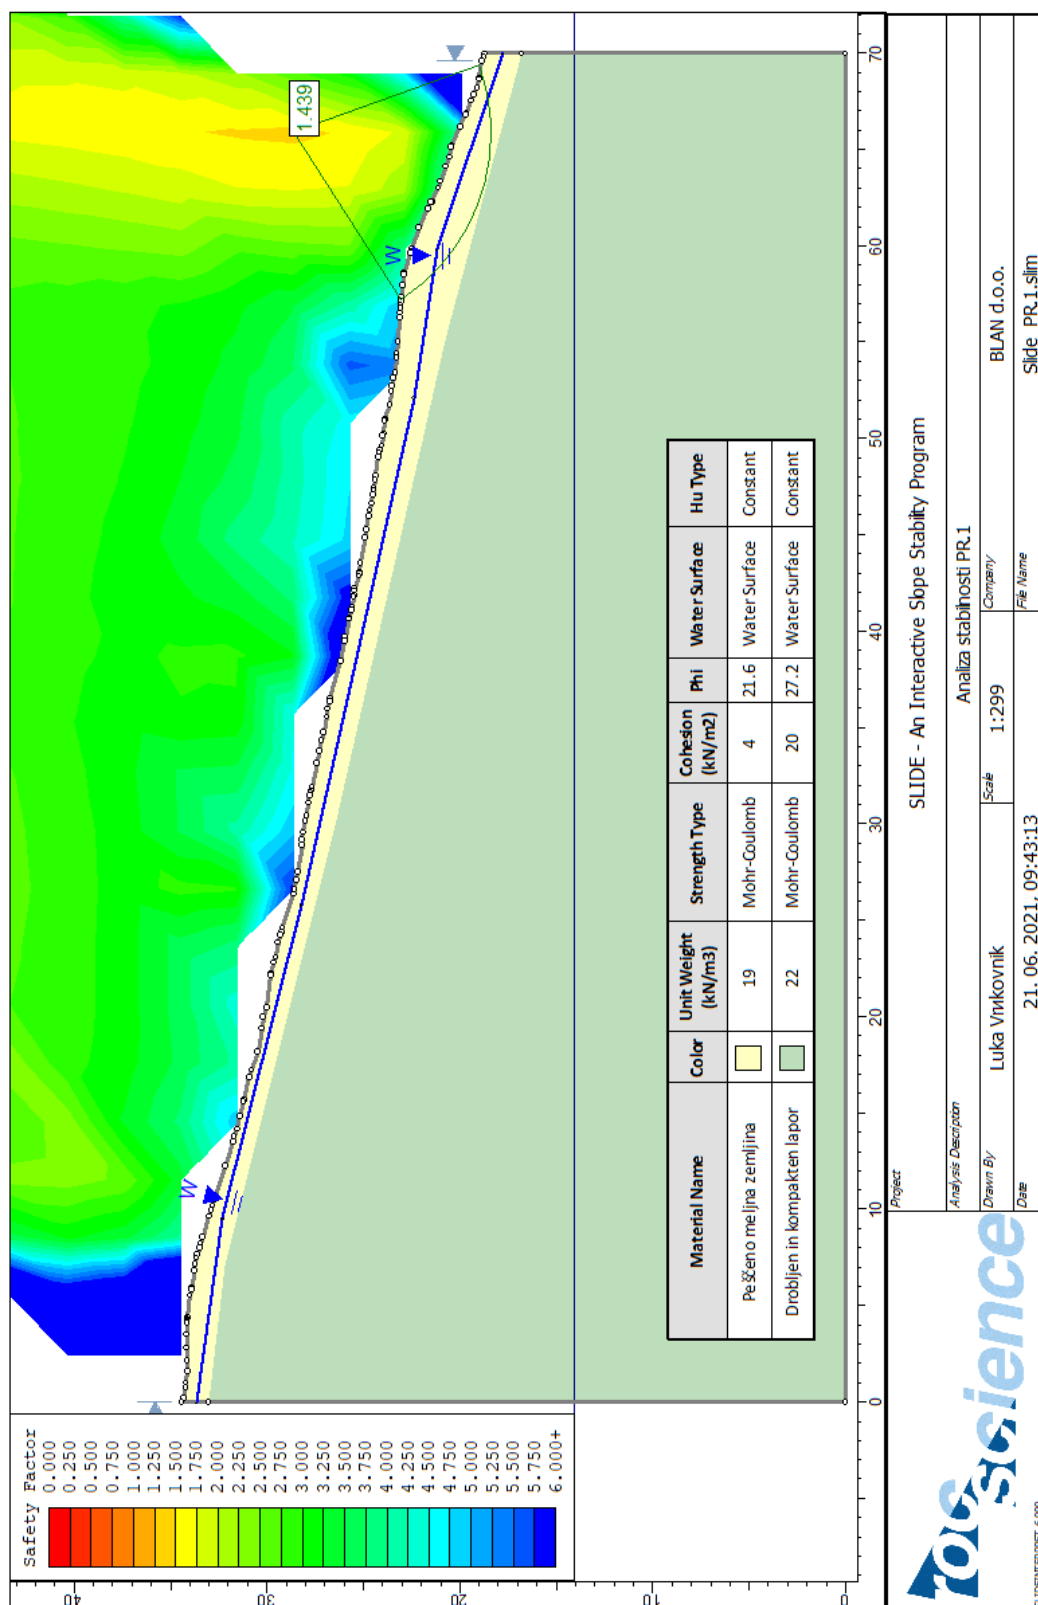 Safety Factor
0.000
0.250
0.500
0.750
1.000
1.250
1.500
1.750
2.000
2.250
2.500
2.750
3.000
3.250
3.500
3.750
4.000
4.250
4.500
4.750
5.000
5.250
5.500
5.750
6.000+
1.439
W
W
40
30
20
10
0
0
10
20
30
40
50
60
70
Material Name Color Unit Weight (kN/m3) Strength Type Cohesion (kN/m2) Phi Water Surface Hu Type
Peščeno meljna zemljina 19 Mohr-Coulomb 4 21.6 Water Surface Constant
Drobljen in kompakten lapor 22 Mohr-Coulomb 20 27.2 Water Surface Constant
rocscience
Project
SLIDE - An Interactive Slope Stability Program
Analysis Description
Analiza stabilnosti PR.1
Drawn By
Luka Vnikovnik
Scale
1:299
Company
BLAN d.o.o.
Date
21. 06. 2021, 09:43:13
File Name
Slide PR.1.slim